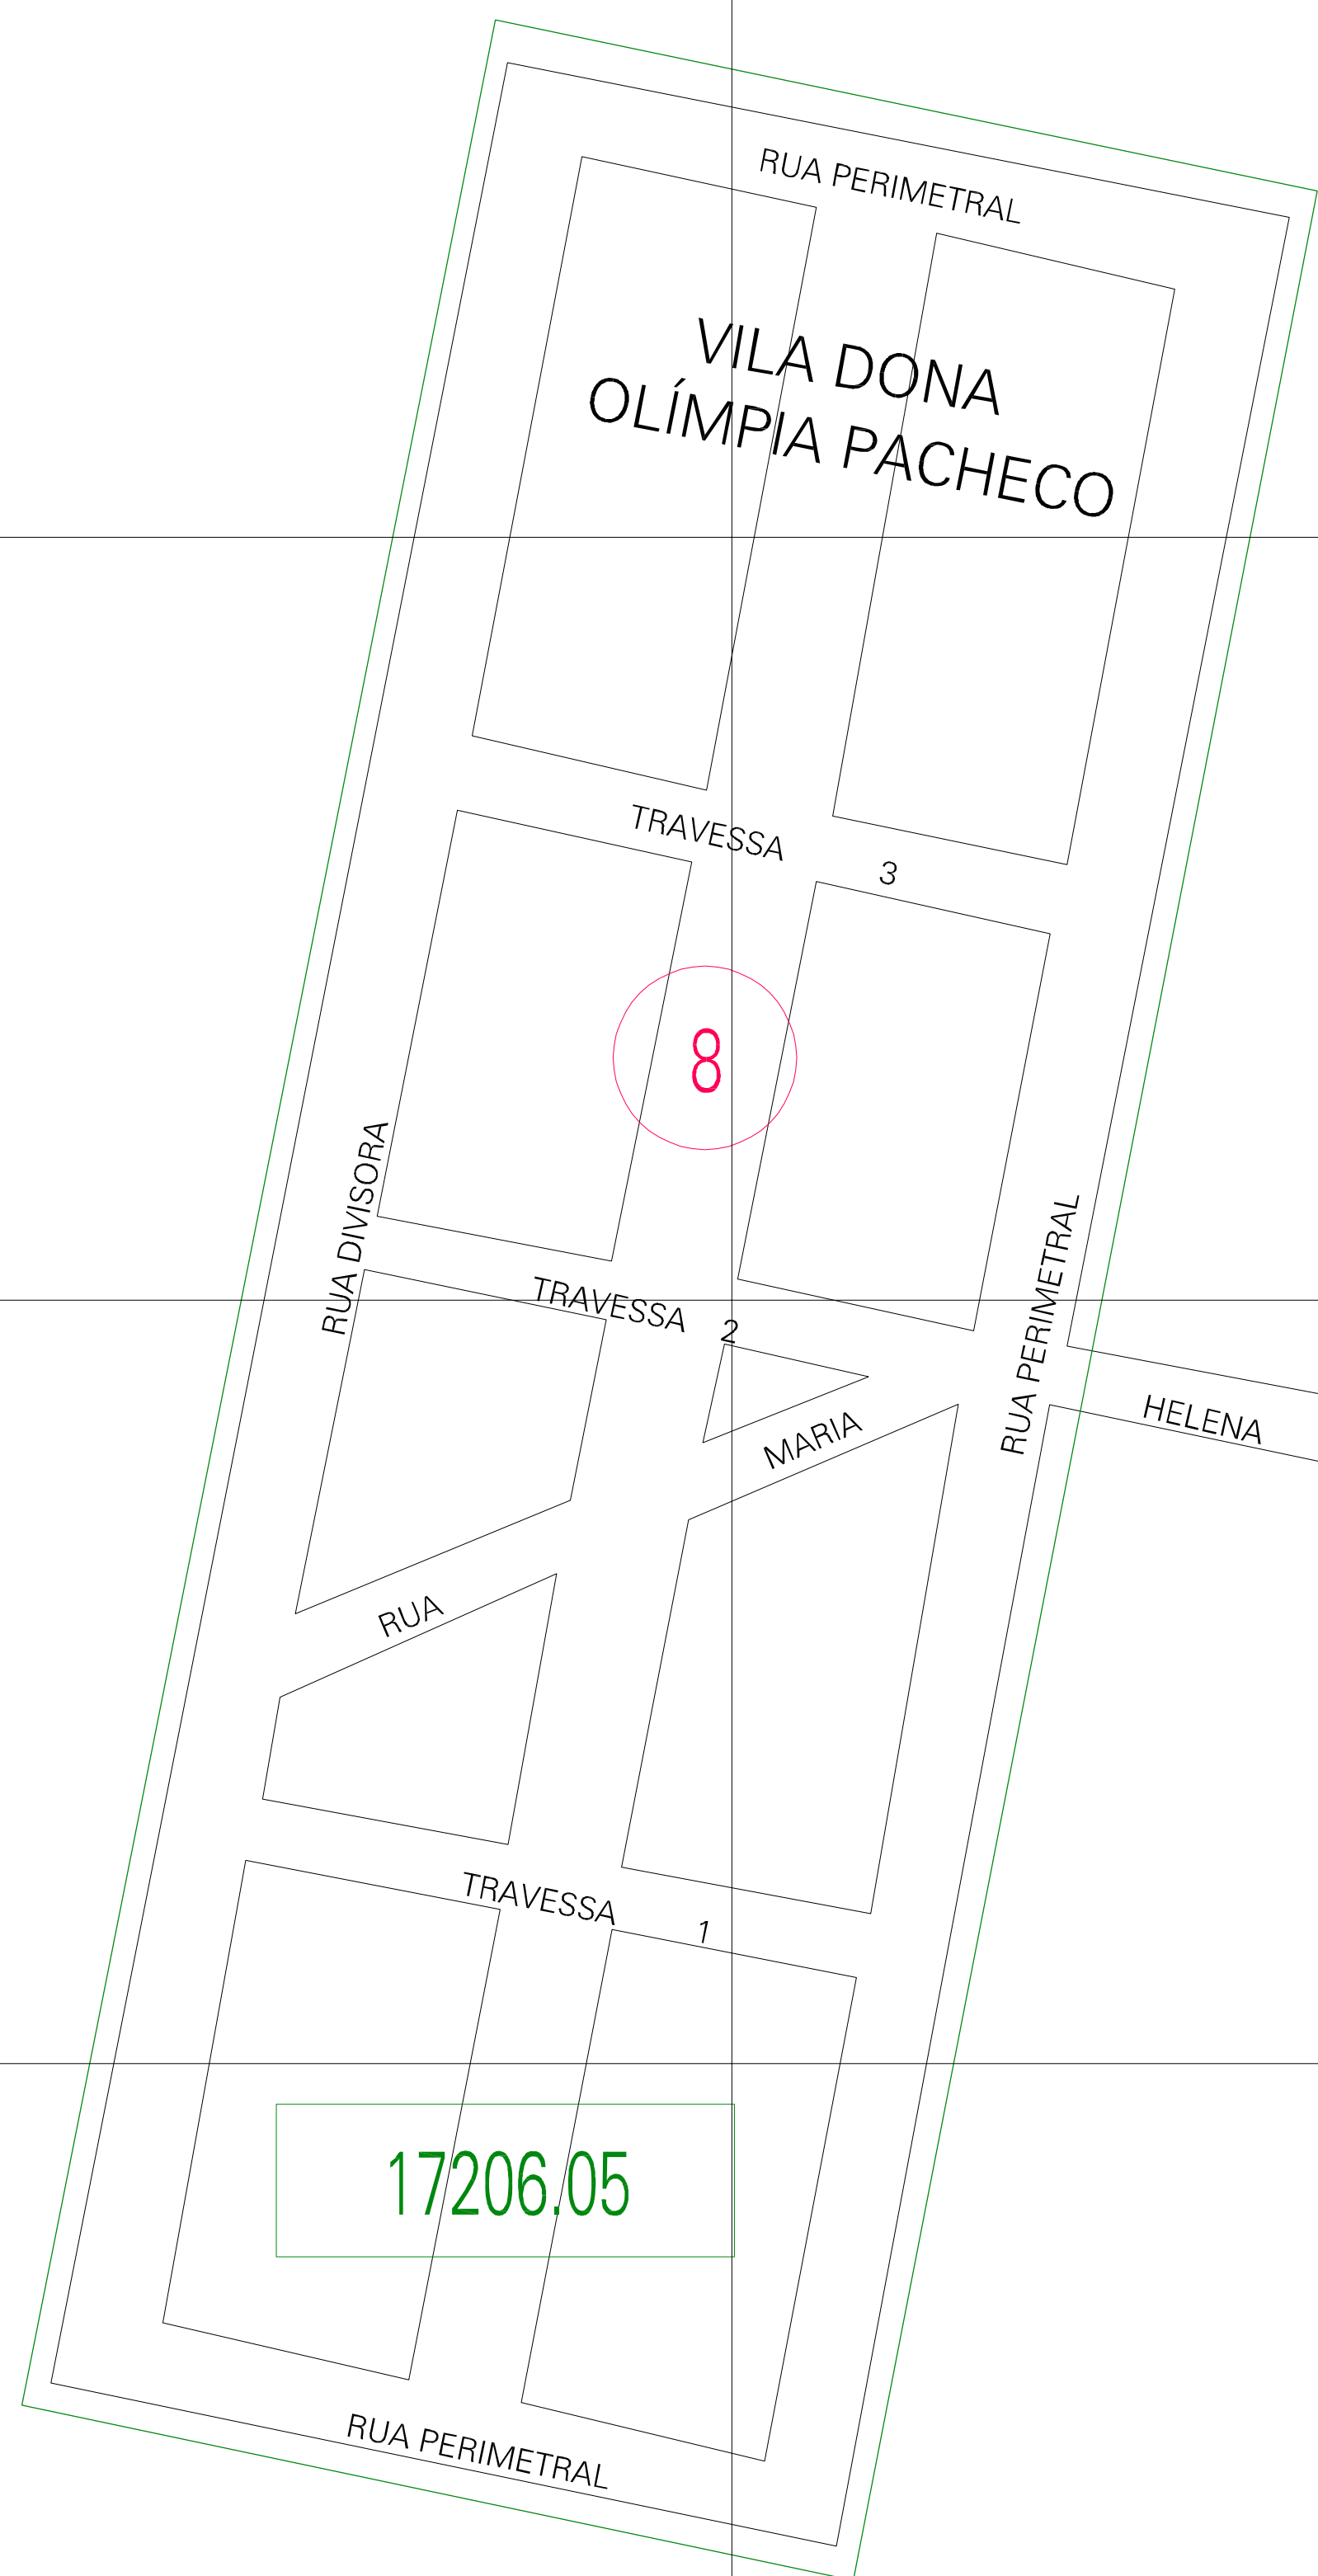 RUA PERIMETRAL
VILA DONA
OLÍMPIA PACHECO
TRAVESSA 3
8
RUA DIVISORA
RUA PERIMETRAL
TRAVESSA 2
RUA MARIA HELENA
TRAVESSA 1
17206.05
RUA PERIMETRAL